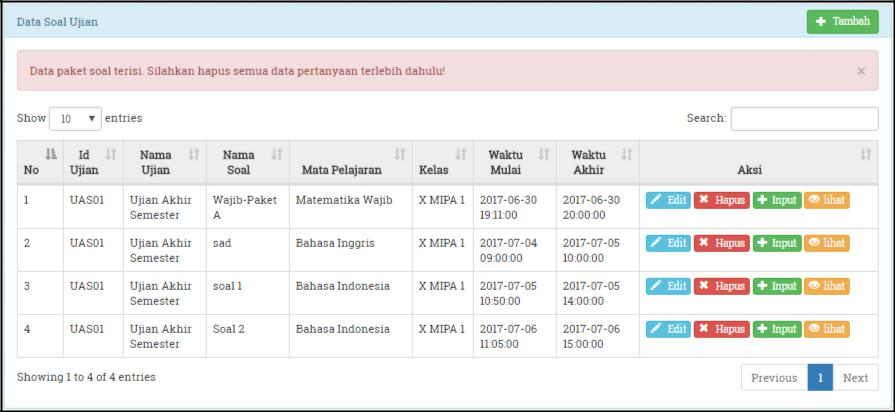 Data Soal Ujian
Tambah
Data paket soal terisi. Silahkan hapus semua data pertanyaan terlebih dahulu!
×
Show 10 entries
Search:
No Id Ujian Nama Ujian Nama Soal Mata Pelajaran Kelas Waktu Mulai Waktu Akhir Aksi
1 UAS01 Ujian Akhir Semester Wajib-Paket A Matematika Wajib X MIPA 1 2017-06-30 19:11:00 2017-06-30 20:00:00 Edit Hapus Input lihat
2 UAS01 Ujian Akhir Semester sad Bahasa Inggris X MIPA 1 2017-07-04 09:00:00 2017-07-05 10:00:00 Edit Hapus Input lihat
3 UAS01 Ujian Akhir Semester soal 1 Bahasa Indonesia X MIPA 1 2017-07-05 10:50:00 2017-07-05 14:00:00 Edit Hapus Input lihat
4 UAS01 Ujian Akhir Semester Soal 2 Bahasa Indonesia X MIPA 1 2017-07-06 11:05:00 2017-07-06 15:00:00 Edit Hapus Input lihat
Showing 1 to 4 of 4 entries
Previous 1 Next